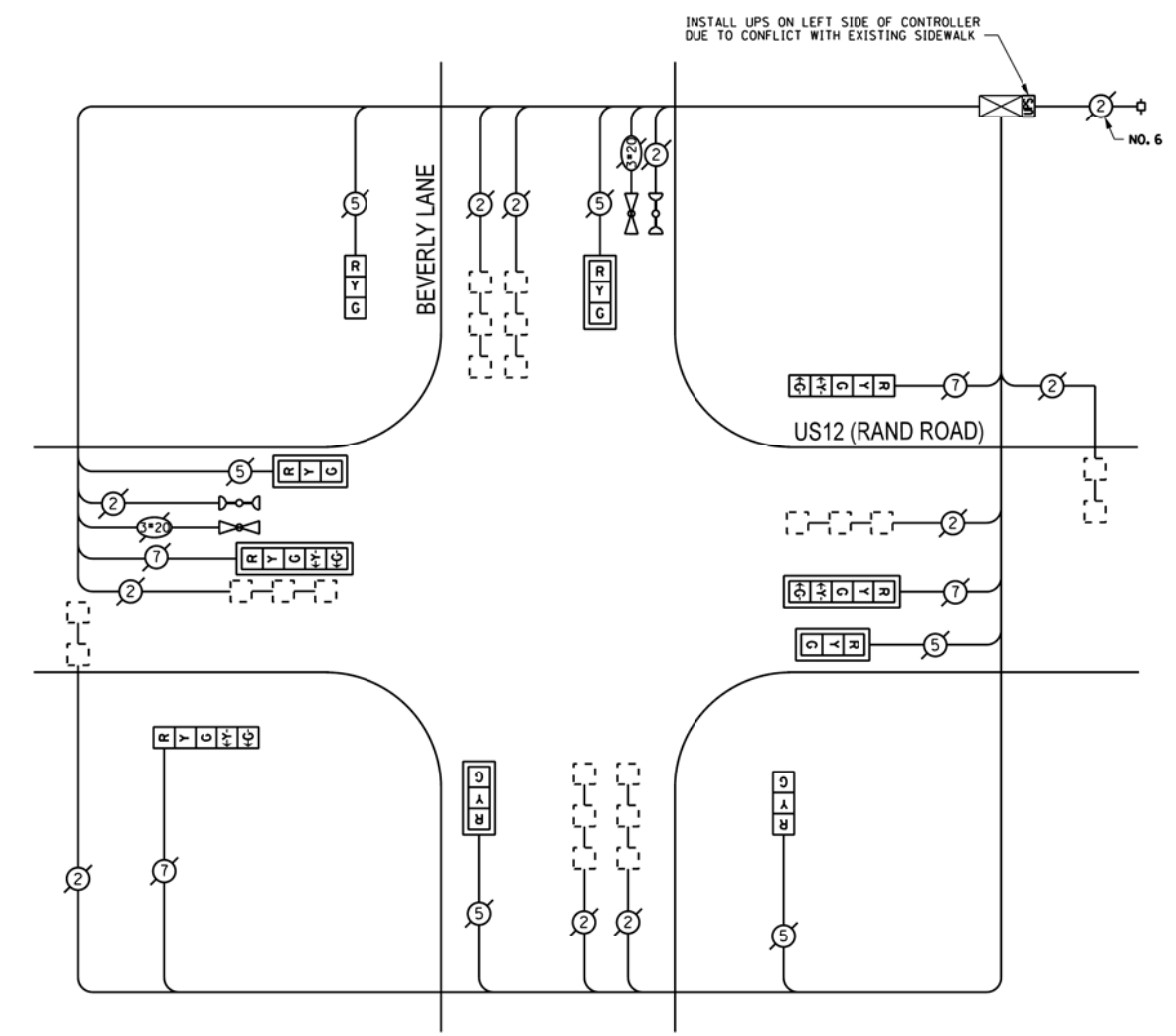 INSTALL UPS ON LEFT SIDE OF CONTROLLER
DUE TO CONFLICT WITH EXISTING SIDEWALK
UPS
2
NO. 6
3*20
2
5
2
2
5
BEVERLY LANE
R
Y
G
R
Y
G
←G-
←Y-
G
Y
R
7
2
US12 (RAND ROAD)
5
R Y G
2
3*20
7
R Y G ←Y- ←G-
2
2
←G-
←Y-
G
Y
R
7
G Y R
5
R Y G ←Y- ←G-
G
Y
R
G
Y
R
2
7
5
2
2
5